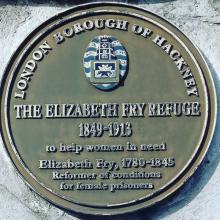 LONDON BOROUGH OF HACKNEY
THE ELIZABETH FRY REFUGE
1849-1913
to help women in need
Elizabeth Fry, 1780-1845
Reformer of conditions
for female prisoners